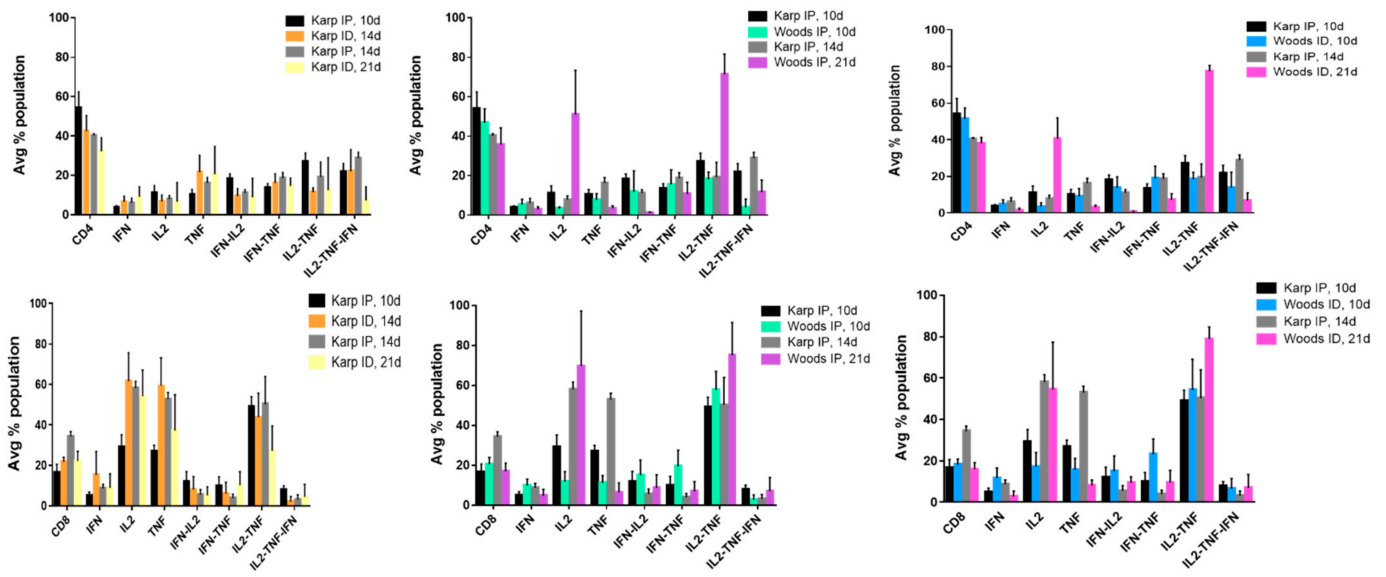 Avg % population
100
80
60
40
20
0
Karp IP, 10d
Karp ID, 14d
Karp IP, 14d
Karp ID, 21d
CD4
IFN
IL2
TNF
IFN-IL2
IFN-TNF
IL2-TNF
IL2-TNF-IFN
Avg % population
100
80
60
40
20
0
Karp IP, 10d
Woods IP, 10d
Karp IP, 14d
Woods IP, 21d
CD4
IFN
IL2
TNF
IFN-IL2
IFN-TNF
IL2-TNF
IL2-TNF-IFN
Avg % population
100
80
60
40
20
0
Karp IP, 10d
Woods ID, 10d
Karp IP, 14d
Woods ID, 21d
CD4
IFN
IL2
TNF
IFN-IL2
IFN-TNF
IL2-TNF
IL2-TNF-IFN
Avg % population
100
80
60
40
20
0
Karp IP, 10d
Karp ID, 14d
Karp IP, 14d
Karp ID, 21d
CD8
IFN
IL2
TNF
IFN-IL2
IFN-TNF
IL2-TNF
IL2-TNF-IFN
Avg % population
100
80
60
40
20
0
Karp IP, 10d
Woods IP, 10d
Karp IP, 14d
Woods IP, 21d
CD8
IFN
IL2
TNF
IFN-IL2
IFN-TNF
IL2-TNF
IL2-TNF-IFN
Avg % population
100
80
60
40
20
0
Karp IP, 10d
Woods ID, 10d
Karp IP, 14d
Woods ID, 21d
CD8
IFN
IL2
TNF
IFN-IL2
IFN-TNF
IL2-TNF
IL2-TNF-IFN